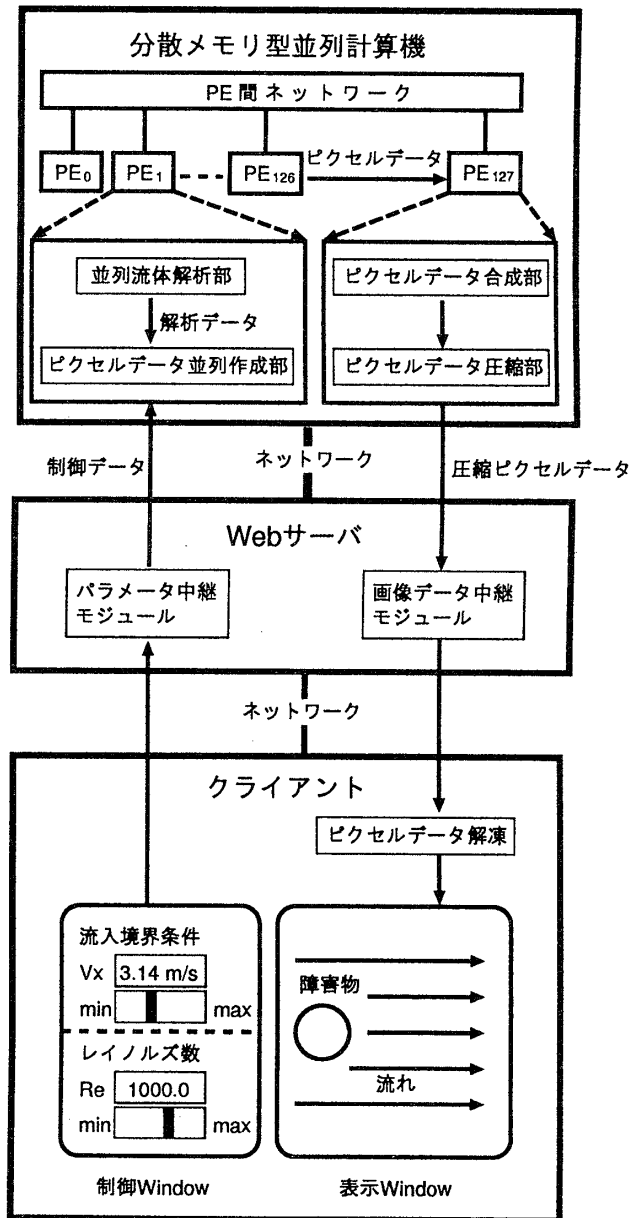 分散メモリ型並列計算機
PE間ネットワーク
PE0
PE1
PE126
ピクセルデータ
PE127
並列流体解析部
解析データ
ピクセルデータ並列作成部
ピクセルデータ合成部
ピクセルデータ圧縮部
制御データ
ネットワーク
圧縮ピクセルデータ
Webサーバ
パラメータ中継
モジュール
画像データ中継
モジュール
ネットワーク
クライアント
ピクセルデータ解凍
流入境界条件
Vx 3.14 m/s
min max
レイノルズ数
Re 1000.0
min max
障害物
流れ
制御Window
表示Window